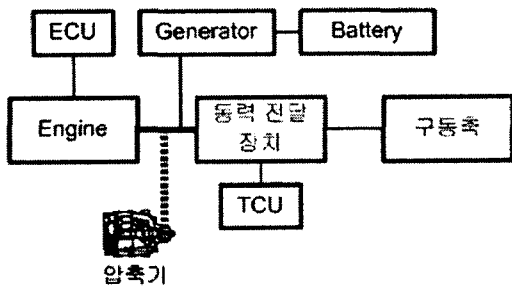 ECU
Generator
Battery
Engine
동력 전달
장치
구동축
TCU
압축기